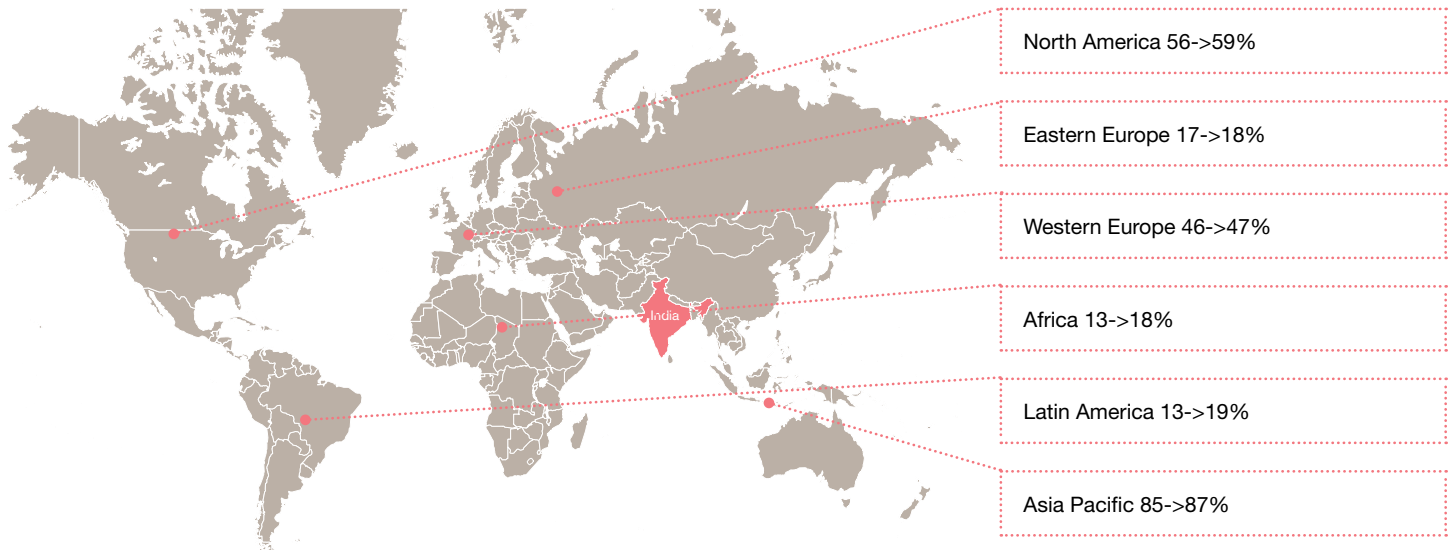 North America 56->59%
Eastern Europe 17->18%
Western Europe 46->47%
India
Africa 13->18%
Latin America 13->19%
Asia Pacific 85->87%